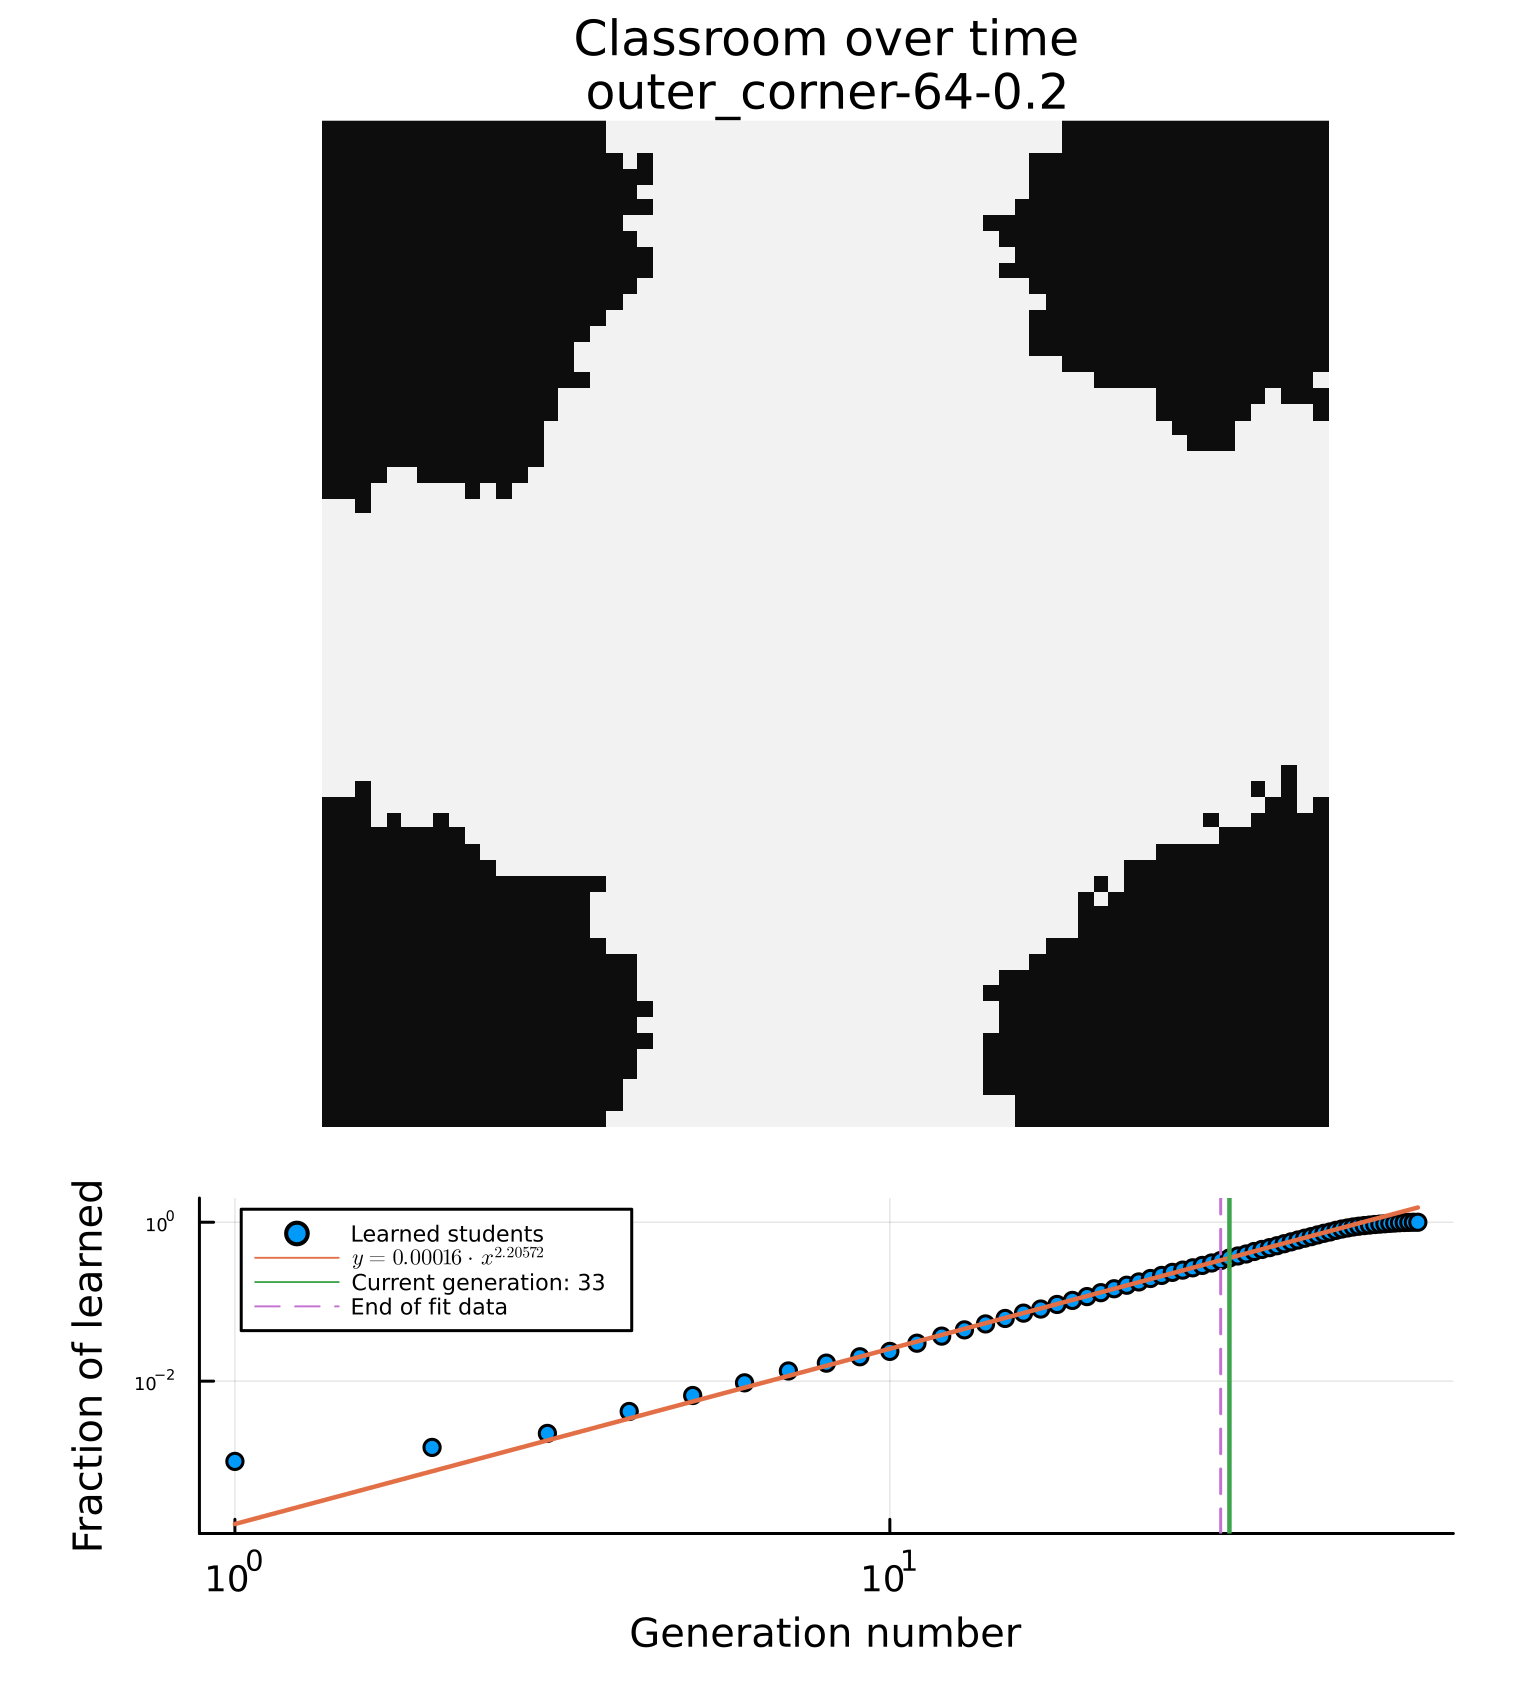 Classroom over time
outer_corner-64-0.2
Fraction of learned
10^0
10^-2
Learned students
y = 0.00016 · x^2.20572
Current generation: 33
End of fit data
10^0
10^1
Generation number